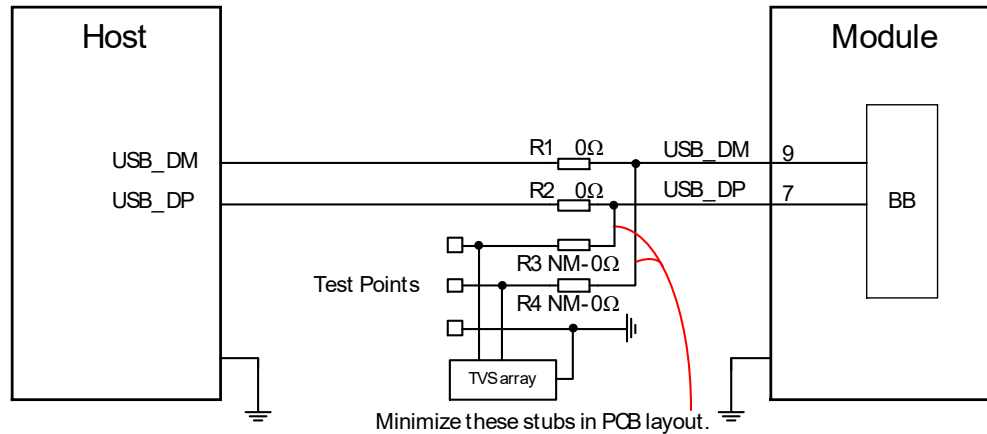 Host
Module
R1 0Ω
USB_DM
USB_DM
9
USB_DP
R2 0Ω
USB_DP
7
BB
R3 NM-0Ω
Test Points
R4 NM-0Ω
TVS array
Minimize these stubs in PCB layout.